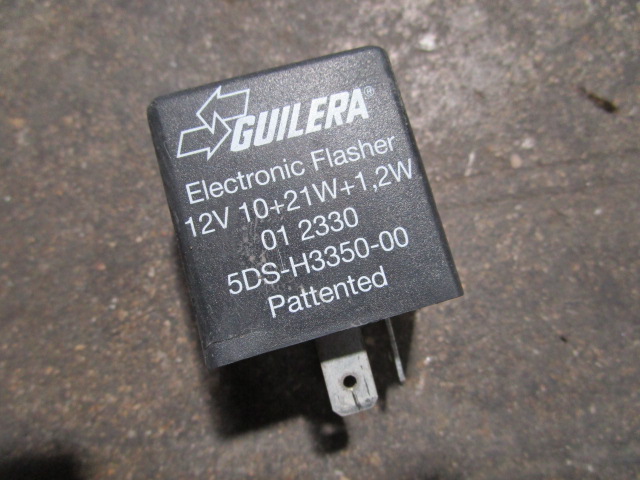 GUILERA®
Electronic Flasher
12V 10+21W+1,2W
01 2330
5DS-H3350-00
Pattented